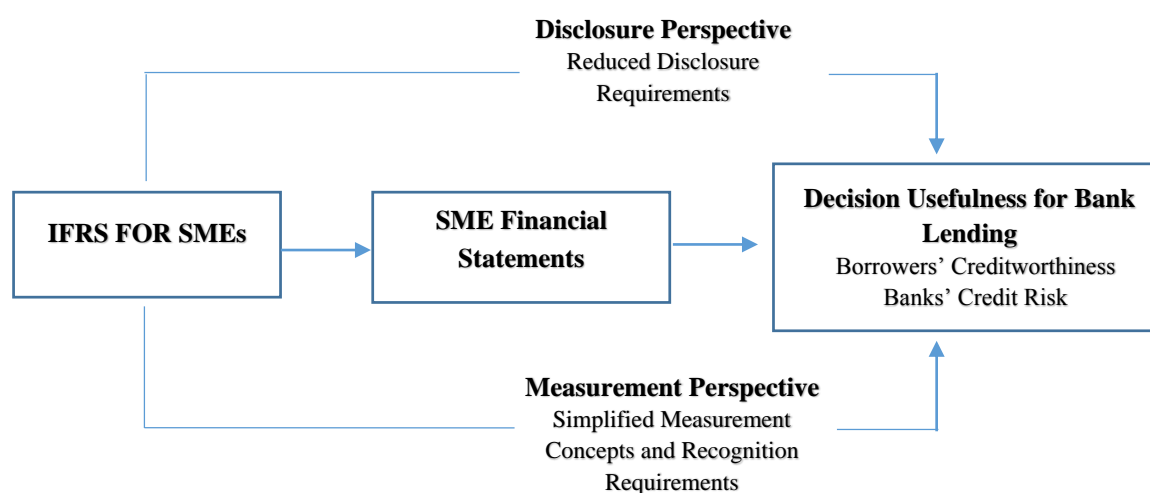 Disclosure Perspective
Reduced Disclosure
Requirements
IFRS FOR SMEs
SME Financial
Statements
Decision Usefulness for Bank
Lending
Borrowers’ Creditworthiness
Banks’ Credit Risk
Measurement Perspective
Simplified Measurement
Concepts and Recognition
Requirements